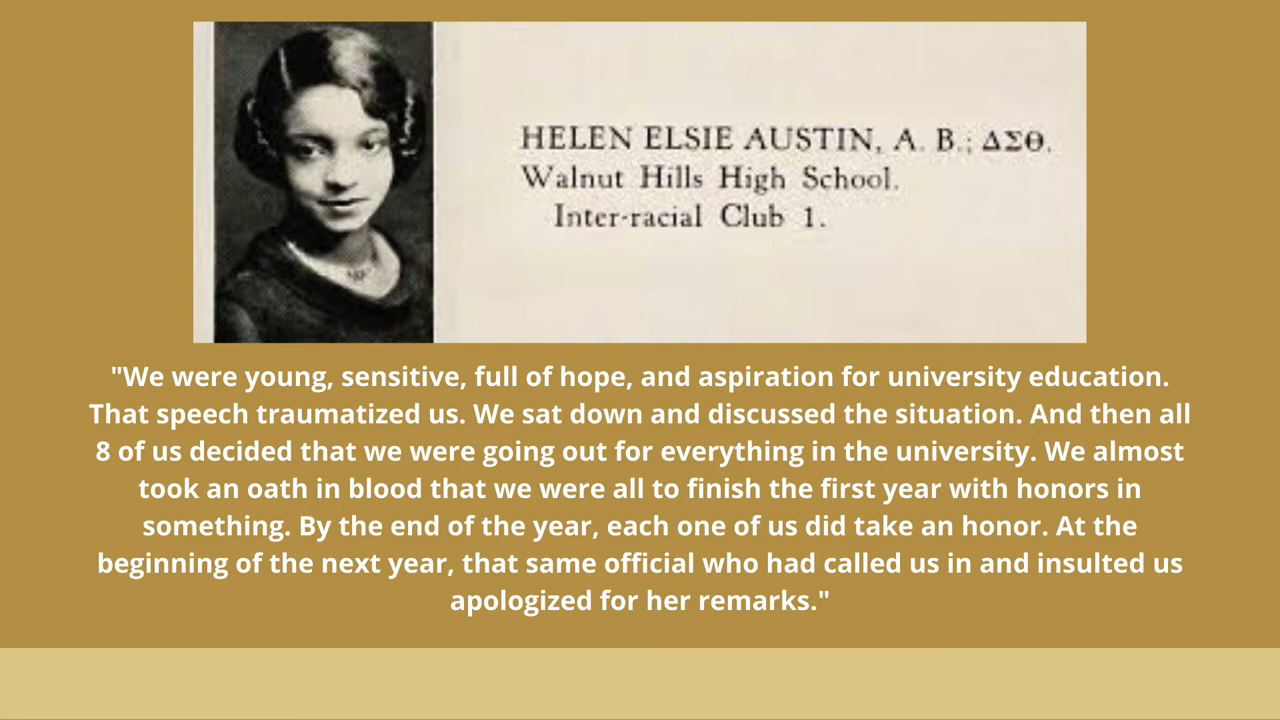 HELEN ELSIE AUSTIN, A. B.; ΔΣΘ.
Walnut Hills High School.
Inter-racial Club 1.
"We were young, sensitive, full of hope, and aspiration for university education.
That speech traumatized us. We sat down and discussed the situation. And then all
8 of us decided that we were going out for everything in the university. We almost
took an oath in blood that we were all to finish the first year with honors in
something. By the end of the year, each one of us did take an honor. At the
beginning of the next year, that same official who had called us in and insulted us
apologized for her remarks."